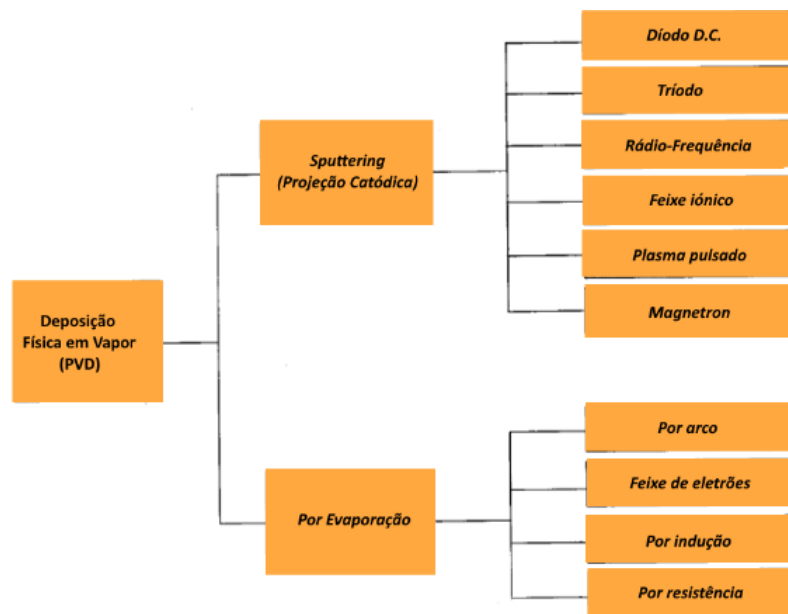 Díodo D.C.
Tríodo
Sputtering
(Projeção Catódica)
Rádio-Frequência
Feixe iónico
Plasma pulsado
Magnetron
Deposição
Física em Vapor
(PVD)
Por arco
Feixe de eletrões
Por Evaporação
Por indução
Por resistência